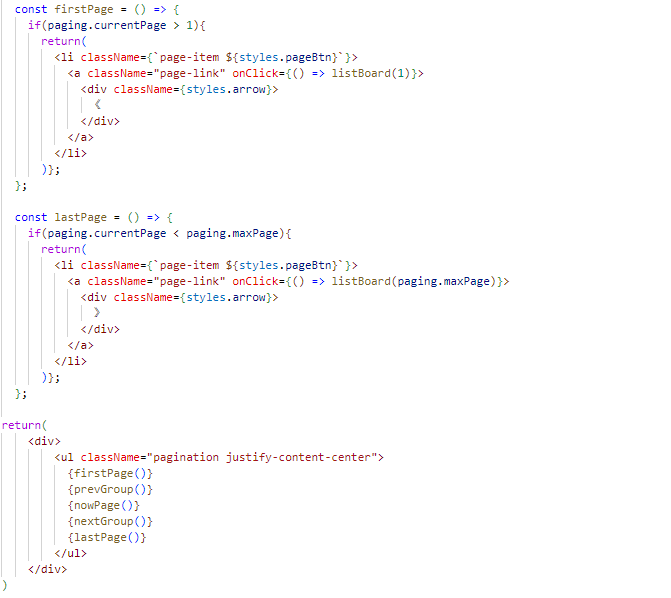 const firstPage = () => {
if(paging.currentPage > 1){
return(
<li className={`page-item ${styles.pageBtn}`}>
<a className="page-link" onClick={() => listBoard(1)}>
<div className={styles.arrow}>
《
</div>
</a>
</li>
)};
};
const lastPage = () => {
if(paging.currentPage < paging.maxPage){
return(
<li className={`page-item ${styles.pageBtn}`}>
<a className="page-link" onClick={() => listBoard(paging.maxPage)}>
<div className={styles.arrow}>
》
</div>
</a>
</li>
)};
};
return(
<div>
<ul className="pagination justify-content-center">
{firstPage()}
{prevGroup()}
{nowPage()}
{nextGroup()}
{lastPage()}
</ul>
</div>
)